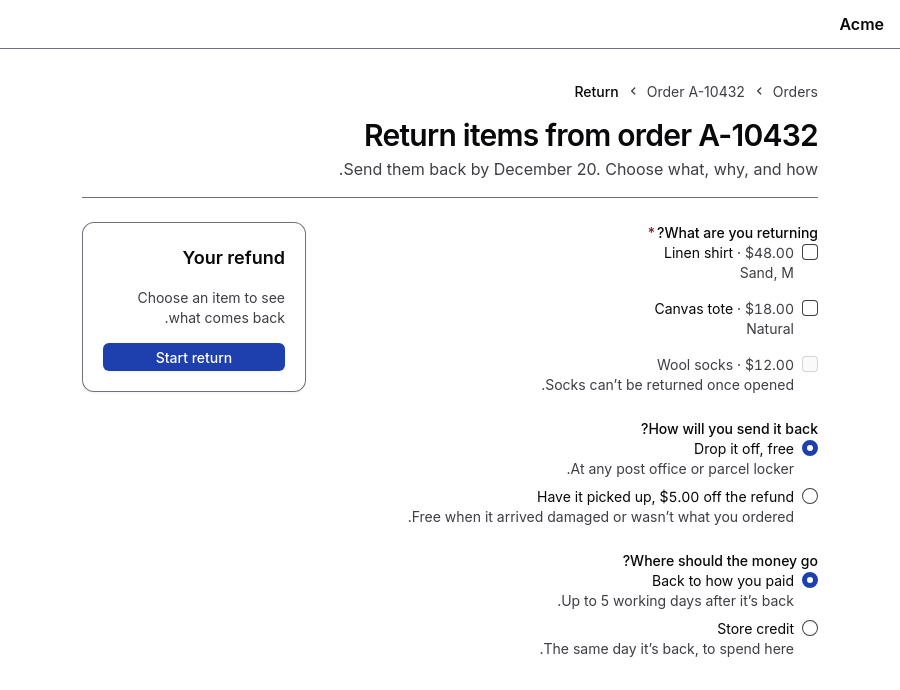 Acme
Orders › Order A-10432 › Return
Return items from order A-10432
Send them back by December 20. Choose what, why, and how.
What are you returning?*
Linen shirt · $48.00
Sand, M
Canvas tote · $18.00
Natural
Wool socks · $12.00
Socks can’t be returned once opened.
How will you send it back?
Drop it off, free
At any post office or parcel locker.
Have it picked up, $5.00 off the refund
Free when it arrived damaged or wasn’t what you ordered.
Where should the money go?
Back to how you paid
Up to 5 working days after it’s back.
Store credit
The same day it’s back, to spend here.
Your refund
Choose an item to see
what comes back.
Start return